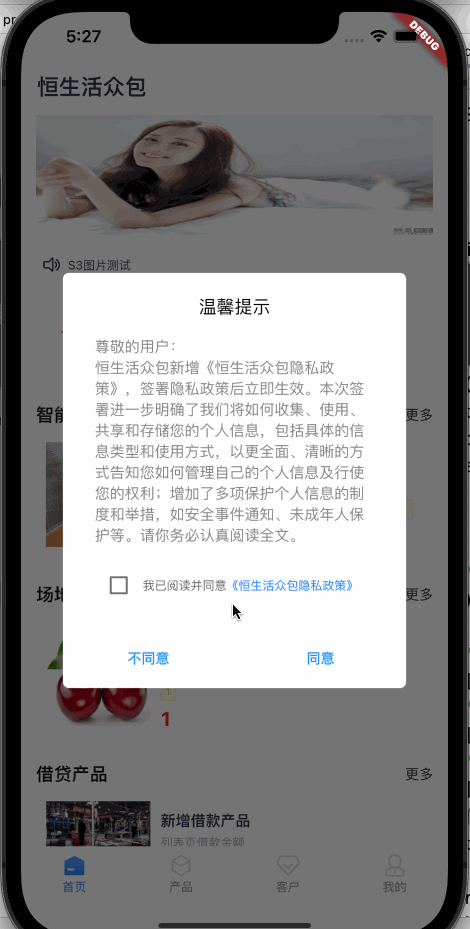 pr
5:27
DEBUG
恒生活众包
S3图片测试
温馨提示
尊敬的用户：
恒生活众包新增《恒生活众包隐私政
策》，签署隐私政策后立即生效。本次签
署进一步明确了我们将如何收集、使用、
共享和存储您的个人信息，包括具体的信
息类型和使用方式，以更全面、清晰的方
式告知您如何管理自己的个人信息及行使
您的权利；增加了多项保护个人信息的制
度和举措，如安全事件通知、未成年人保
护等。请你务必认真阅读全文。
我已阅读并同意《恒生活众包隐私政策》
不同意 同意
智能
更多
场地
更多
1
1
借贷产品 更多
新增借款产品
列表页借款金额
首页 产品 客户 我的